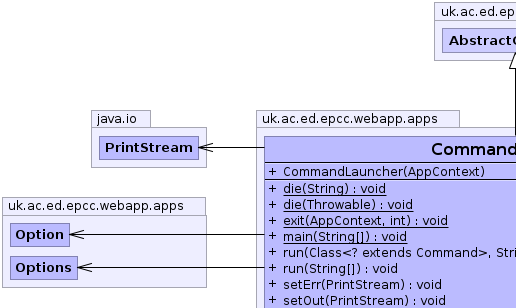 uk.ac.ed.ep
AbstractC
java.io
PrintStream
uk.ac.ed.epcc.webapp.apps
Command
+ CommandLauncher(AppContext)
+ die(String) : void
+ die(Throwable) : void
+ exit(AppContext, int) : void
+ main(String[]) : void
+ run(Class<? extends Command>, Stri
+ run(String[]) : void
+ setErr(PrintStream) : void
+ setOut(PrintStream) : void
uk.ac.ed.epcc.webapp.apps
Option
Options